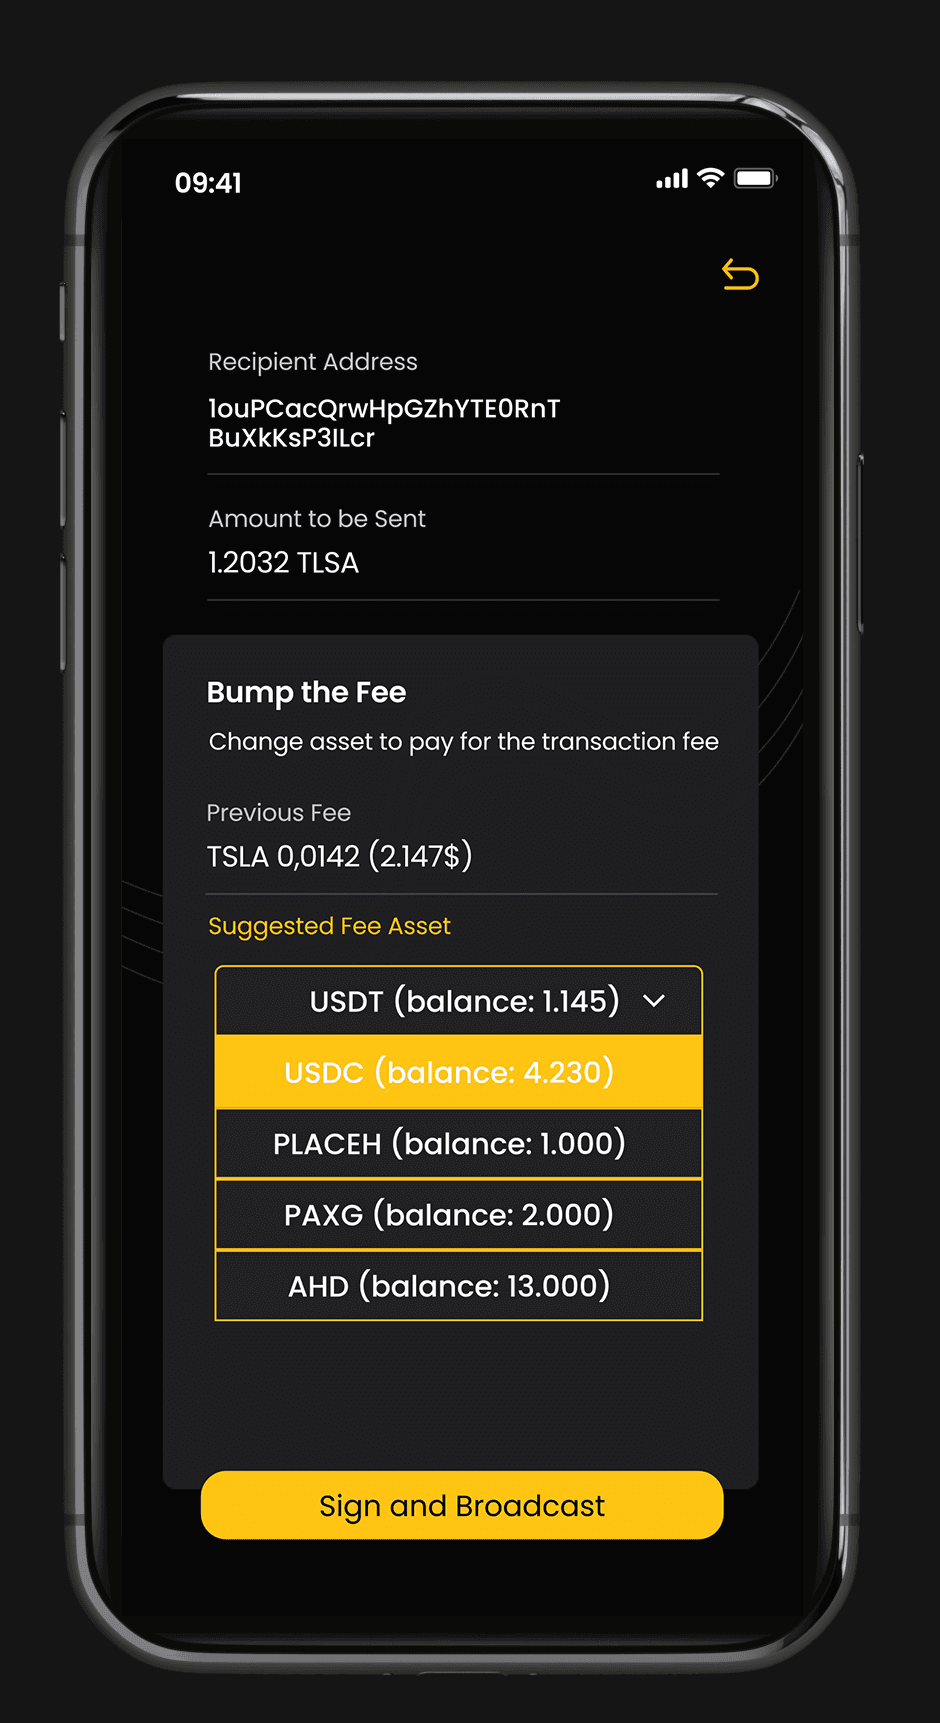 09:41
Recipient Address
1ouPCacQrwHpGZhYTE0RnT
BuXkKsP3ILcr
Amount to be Sent
1.2032 TLSA
Bump the Fee
Change asset to pay for the transaction fee
Previous Fee
TSLA 0,0142 (2.147$)
Suggested Fee Asset
USDT (balance: 1.145)
USDC (balance: 4.230)
PLACEH (balance: 1.000)
PAXG (balance: 2.000)
AHD (balance: 13.000)
Sign and Broadcast